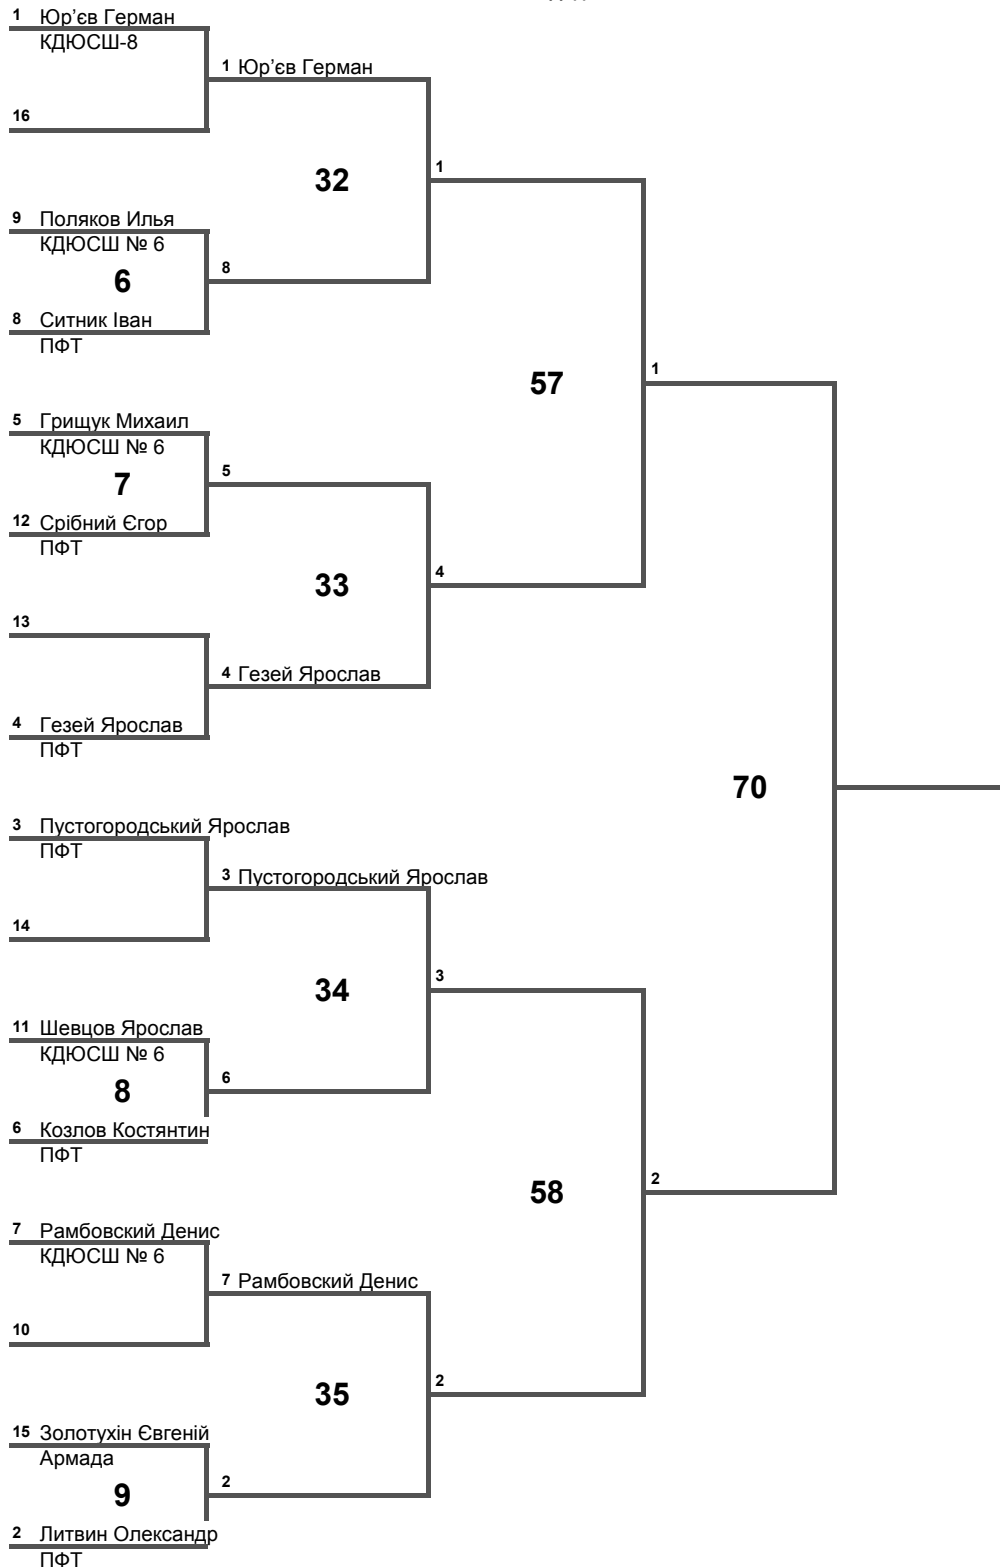 1 Юр’єв Герман
КДЮСШ-8
1 Юр’єв Герман
16
32
1
9 Поляков Илья
КДЮСШ № 6
6
8
8 Ситник Іван
ПФТ
57
1
5 Грищук Михаил
КДЮСШ № 6
7
5
12 Срібний Єгор
ПФТ
33
4
13
4 Гезей Ярослав
4 Гезей Ярослав
ПФТ
70
3 Пустогородський Ярослав
ПФТ
3 Пустогородський Ярослав
14
34
3
11 Шевцов Ярослав
КДЮСШ № 6
8
6
6 Козлов Костянтин
ПФТ
58
2
7 Рамбовский Денис
КДЮСШ № 6
7 Рамбовский Денис
10
35
2
15 Золотухін Євгеній
Армада
9
2
2 Литвин Олександр
ПФТ